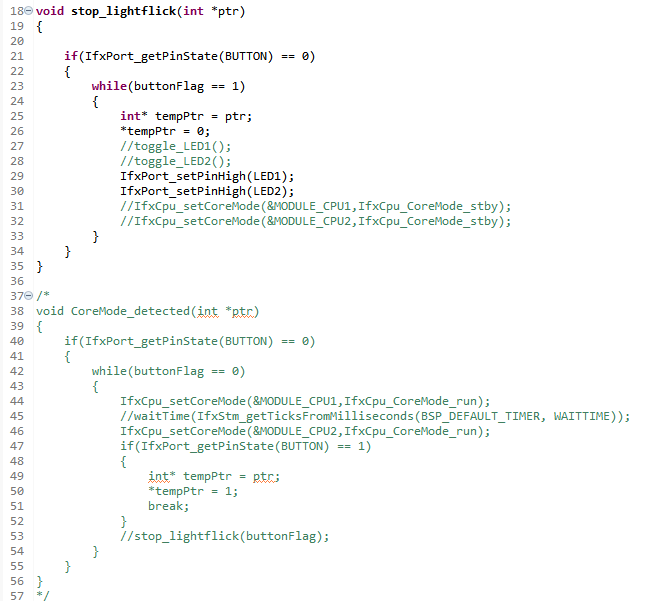 18 void stop_lightflick(int *ptr)
19 {
20
21     if(IfxPort_getPinState(BUTTON) == 0)
22     {
23         while(buttonFlag == 1)
24         {
25             int* tempPtr = ptr;
26             *tempPtr = 0;
27             //toggle_LED1();
28             //toggle_LED2();
29             IfxPort_setPinHigh(LED1);
30             IfxPort_setPinHigh(LED2);
31             //IfxCpu_setCoreMode(&MODULE_CPU1,IfxCpu_CoreMode_stby);
32             //IfxCpu_setCoreMode(&MODULE_CPU2,IfxCpu_CoreMode_stby);
33         }
34     }
35 }
36
37 /*
38 void CoreMode_detected(int *ptr)
39 {
40     if(IfxPort_getPinState(BUTTON) == 0)
41     {
42         while(buttonFlag == 0)
43         {
44             IfxCpu_setCoreMode(&MODULE_CPU1,IfxCpu_CoreMode_run);
45             //waitTime(IfxStm_getTicksFromMilliseconds(BSP_DEFAULT_TIMER, WAITTIME));
46             IfxCpu_setCoreMode(&MODULE_CPU2,IfxCpu_CoreMode_run);
47             if(IfxPort_getPinState(BUTTON) == 1)
48             {
49                 int* tempPtr = ptr;
50                 *tempPtr = 1;
51                 break;
52             }
53             //stop_lightflick(buttonFlag);
54         }
55     }
56 }
57 */